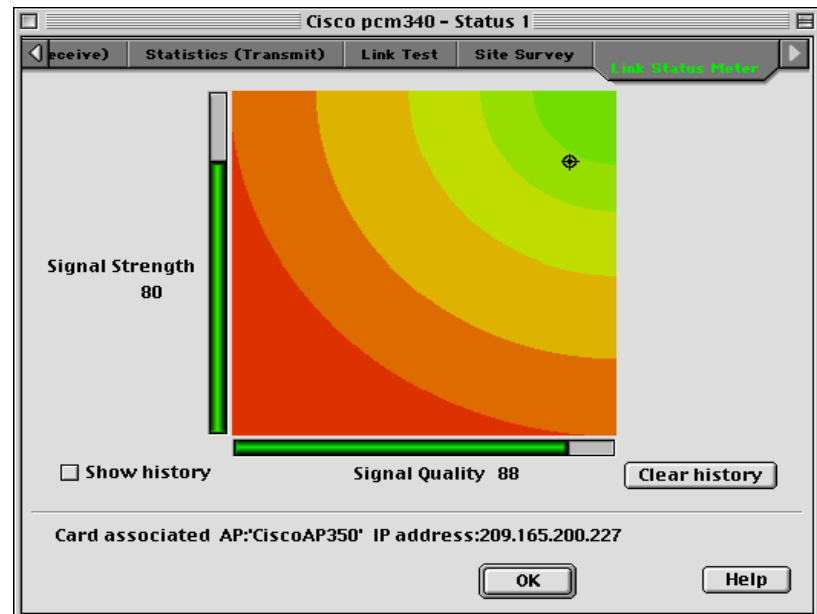 Cisco pcm340 - Status 1
eceive) Statistics (Transmit) Link Test Site Survey Link Status Meter
Signal Strength
80
Show history Signal Quality 88 Clear history
Card associated AP:'CiscoAP350' IP address:209.165.200.227
OK Help